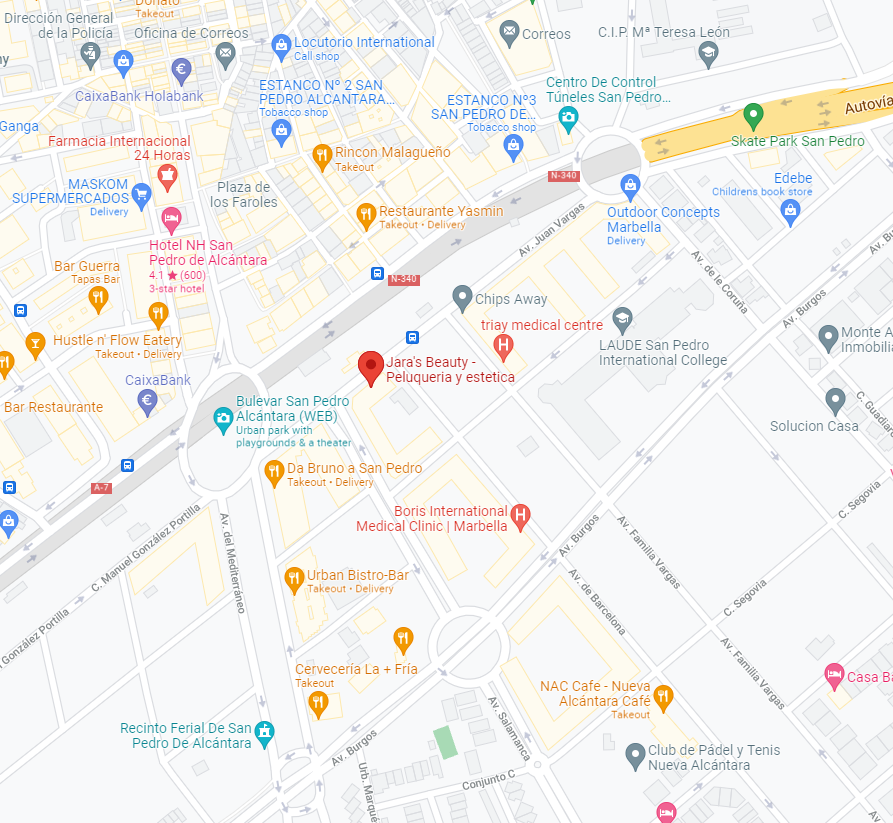 Donato
Takeout
Dirección General
de la Policía
Oficina de Correos
Locutorio International
Call shop
Correos
C.I.P. Mª Teresa León
ny
CaixaBank Holabank
ESTANCO Nº 2 SAN
PEDRO ALCANTARA...
Tobacco shop
ESTANCO Nº3
SAN PEDRO DE...
Tobacco shop
Centro De Control
Túneles San Pedro...
Autovía
Ganga
Skate Park San Pedro
Farmacia Internacional
24 Horas
Rincon Malagueño
Takeout
N-340
MASKOM
SUPERMERCADOS
Delivery
Plaza de
los Faroles
Edebe
Childrens book store
Restaurante Yasmin
Takeout • Delivery
Outdoor Concepts
Marbella
Delivery
Av. Juan Vargas
Hotel NH San
Pedro de Alcántara
4.1 ★ (600)
3-star hotel
Bar Guerra
Tapas Bar
N-340
Av. de le Coruña
Av. Bu
Av. Burgos
Chips Away
triay medical centre
Hustle n' Flow Eatery
Takeout • Delivery
LAUDE San Pedro
International College
Monte A
Inmobilia
Jara's Beauty -
Peluqueria y estetica
CaixaBank
Bar Restaurante
Bulevar San Pedro
Alcántara (WEB)
Urban park with
playgrounds & a theater
C. Guadiar
Solucion Casa
Da Bruno a San Pedro
Takeout • Delivery
A-7
C. Segovia
Boris International
Medical Clinic | Marbella
C. Manuel González Portilla
Av. del Mediterráneo
Av. Burgos
Av. Familia Vargas
Urban Bistro-Bar
Takeout • Delivery
Av. de Barcelona
C. Segovia
González Portilla
Cervecería La + Fría
Takeout
Av. Familia Vargas
Casa Ba
NAC Cafe - Nueva
Alcántara Café
Takeout
Recinto Ferial De San
Pedro De Alcántara
Av. Salamanca
Av. Burgos
Club de Pádel y Tenis
Nueva Alcántara
Urb. Marqué
Conjunto C